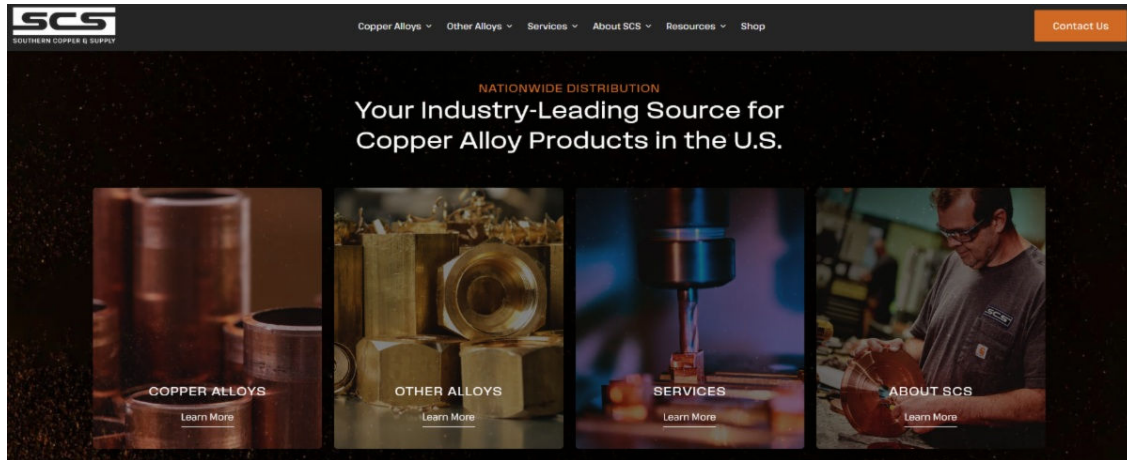 SCS
SOUTHERN COPPER & SUPPLY
Copper Alloys
Other Alloys
Services
About SCS
Resources
Shop
Contact Us
NATIONWIDE DISTRIBUTION
Your Industry-Leading Source for
Copper Alloy Products in the U.S.
SCS
COPPER ALLOYS
Learn More
OTHER ALLOYS
Learn More
SERVICES
Learn More
ABOUT SCS
Learn More